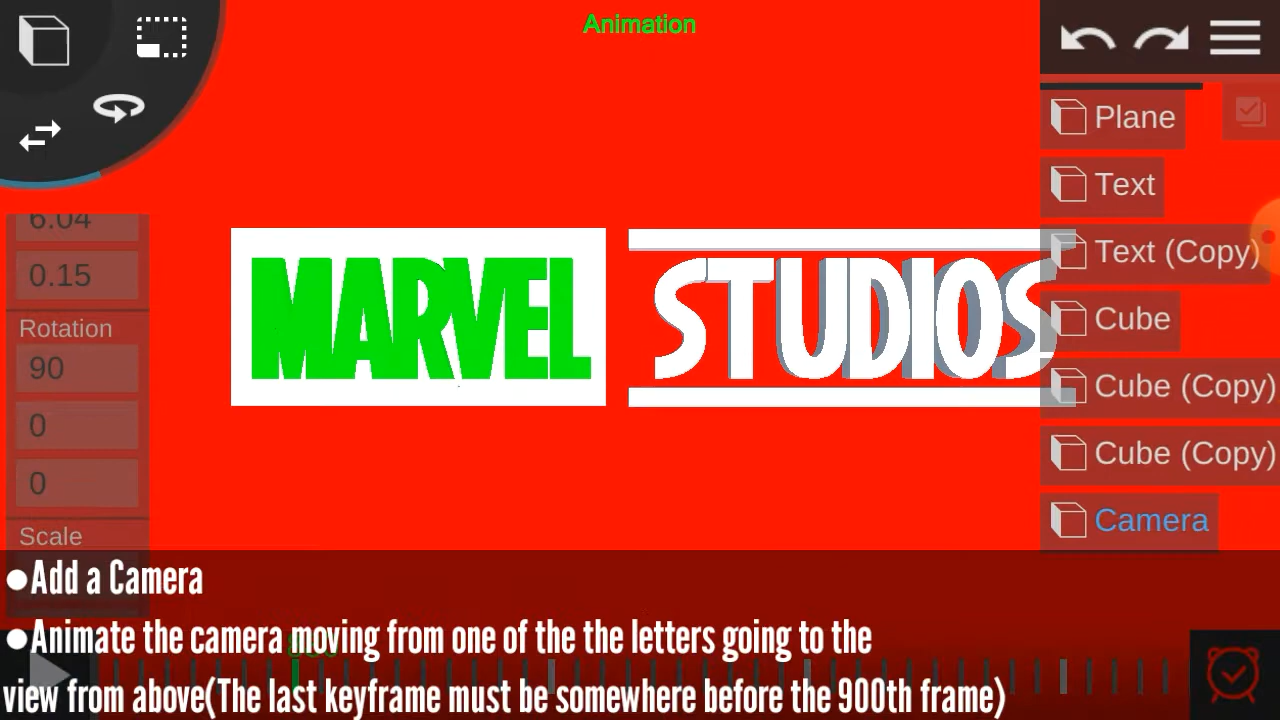 Animation
6.04
0.15
Rotation
90
0
0
Scale
MARVEL STUDIOS
Plane
Text
Text (Copy)
Cube
Cube (Copy)
Cube (Copy)
Camera
●Add a Camera
●Animate the camera moving from one of the the letters going to the
view from above(The last keyframe must be somewhere before the 900th frame)